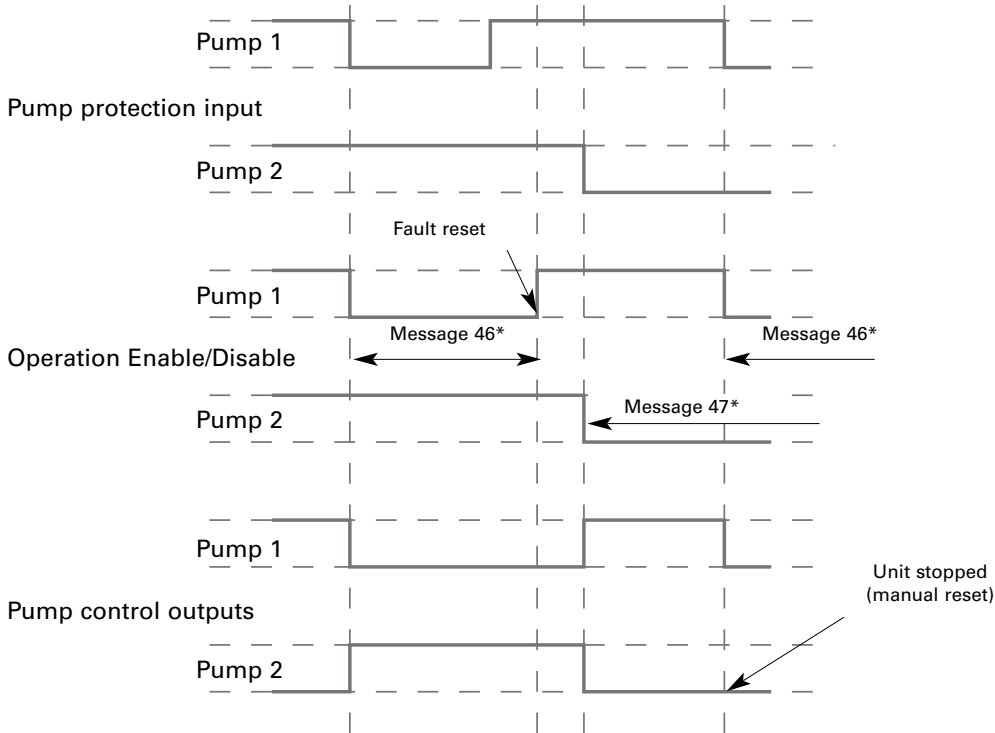 Pump 1
Pump protection input
Pump 2
Fault reset
Pump 1
Message 46*
Message 46*
Operation Enable/Disable
Message 47*
Pump 2
Pump 1
Unit stopped
(manual reset)
Pump control outputs
Pump 2